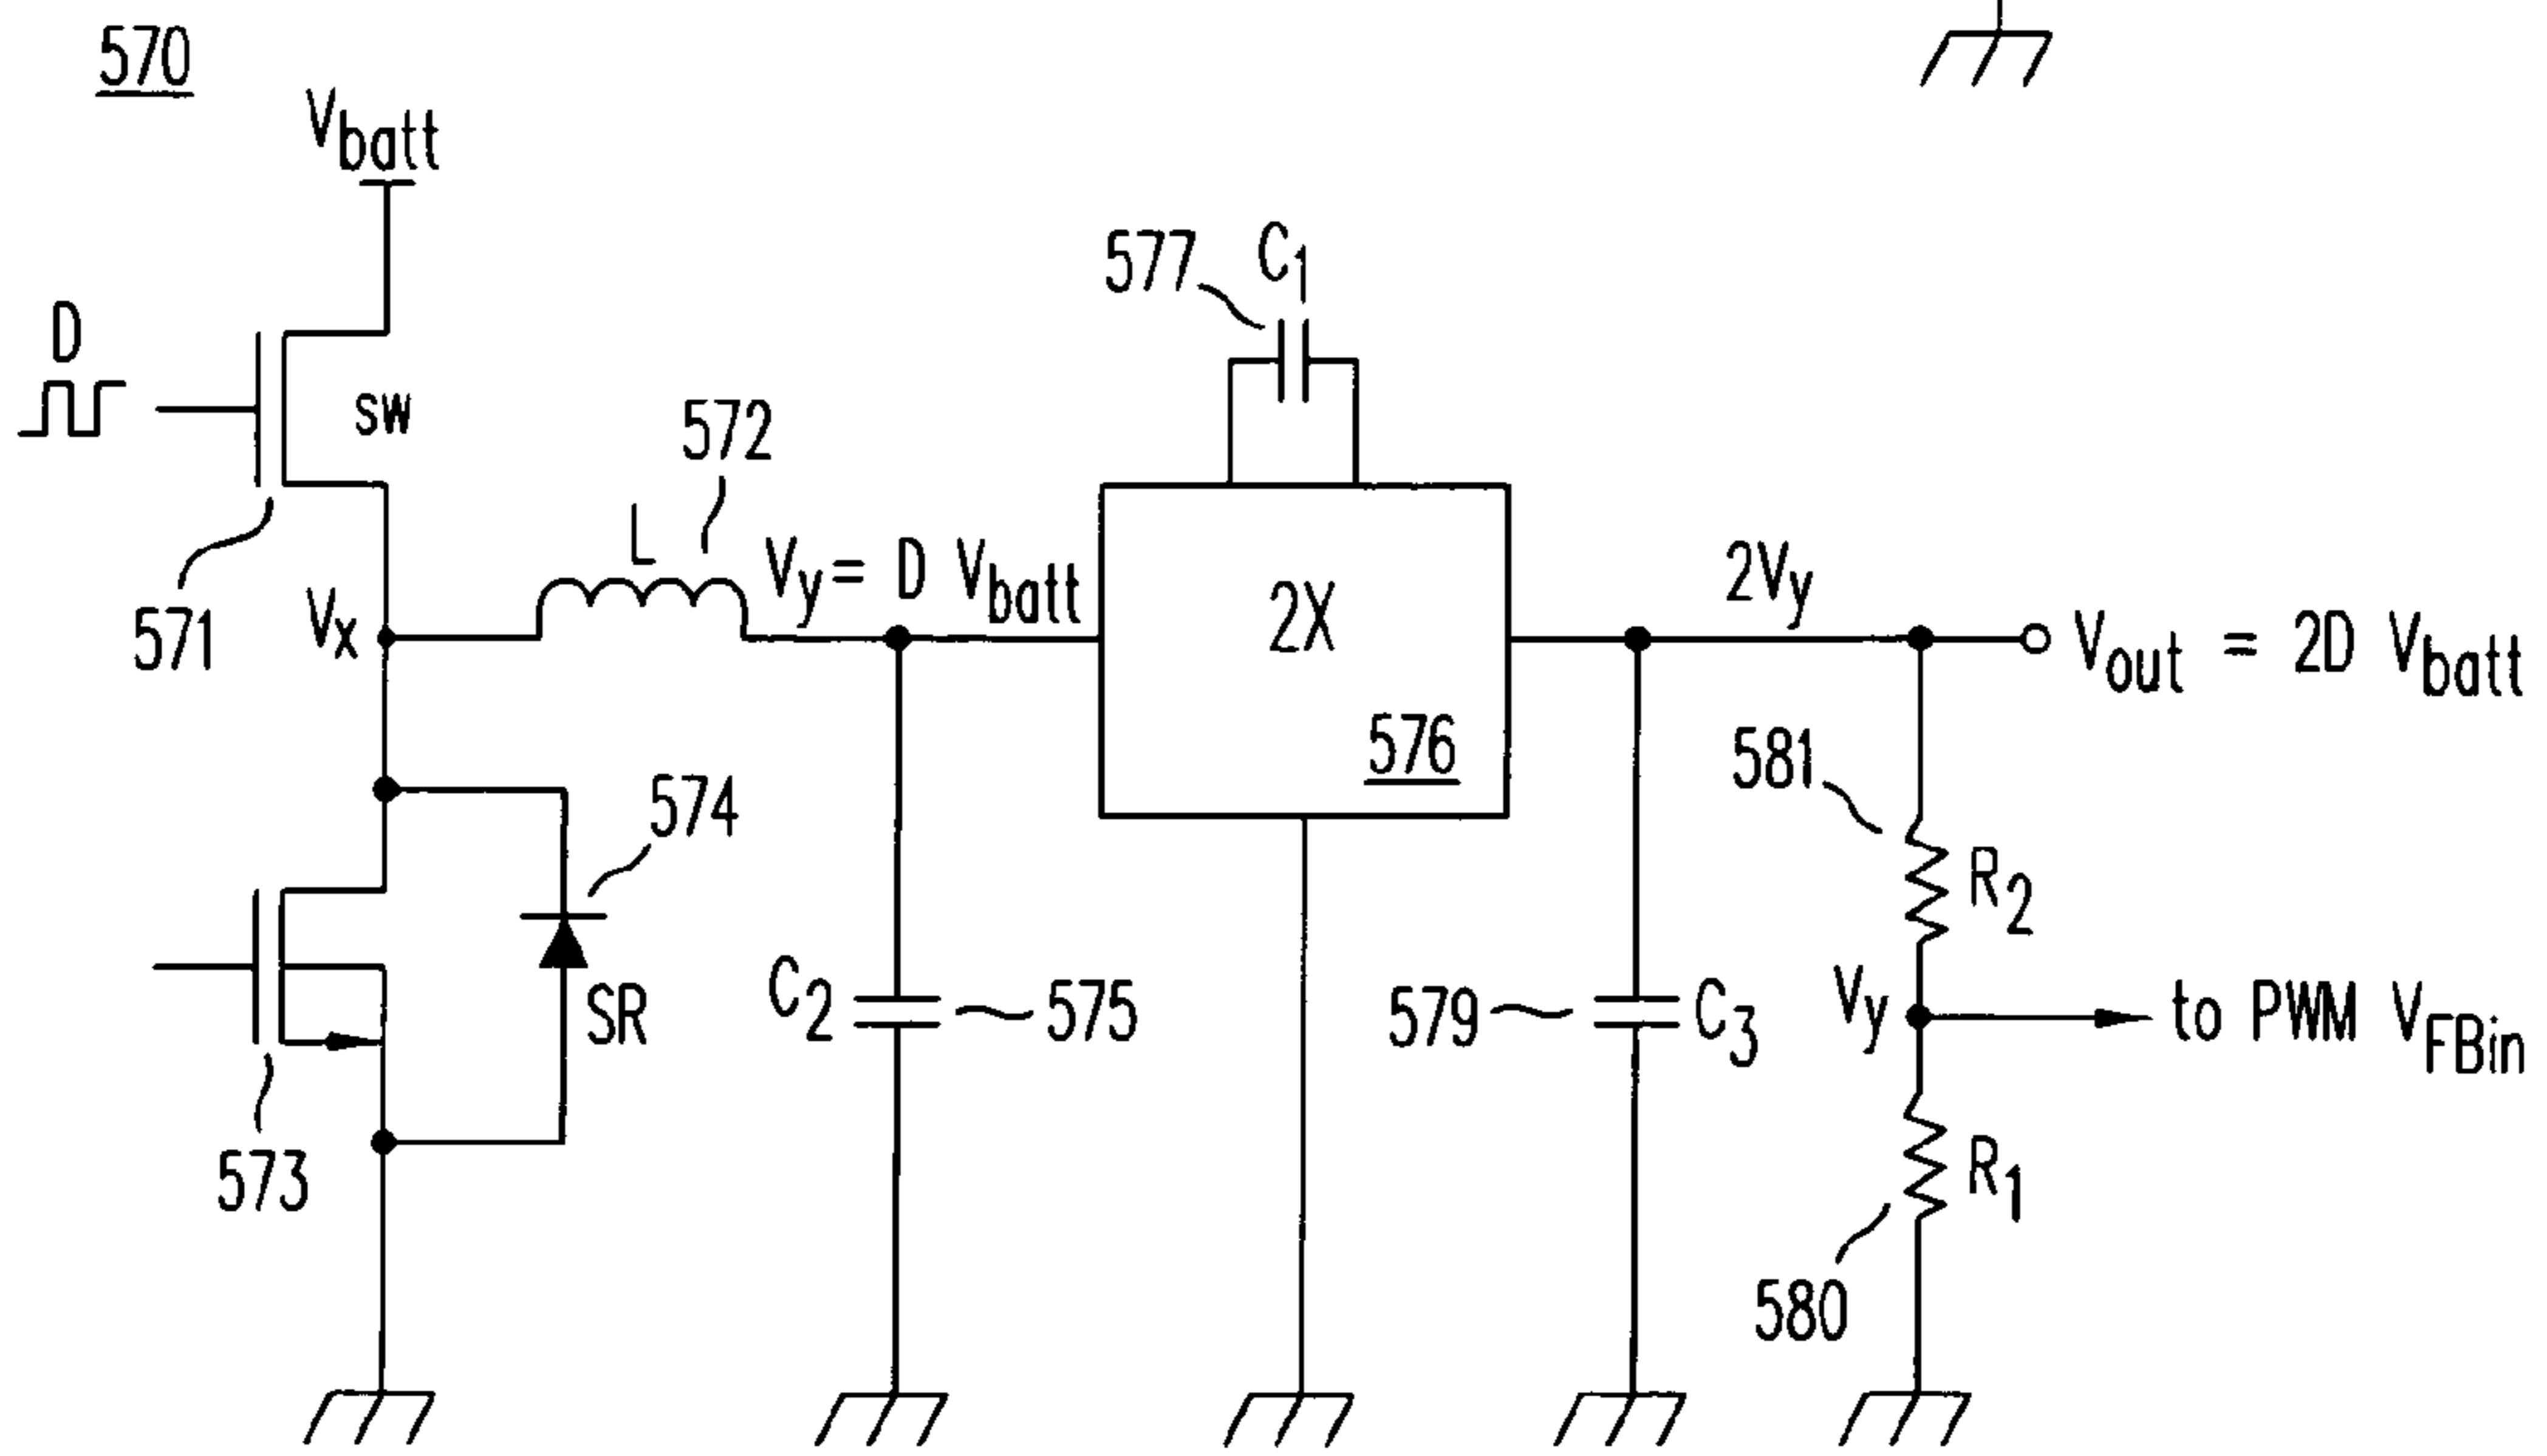 570
Vbatt
D
SW
571
Vx
L
572
Vy = D Vbatt
577
C1
2X
576
2Vy
Vout = 2D Vbatt
581
R2
574
SR
573
C2
575
579
C3
Vy
to PWM VFBin
R1
580